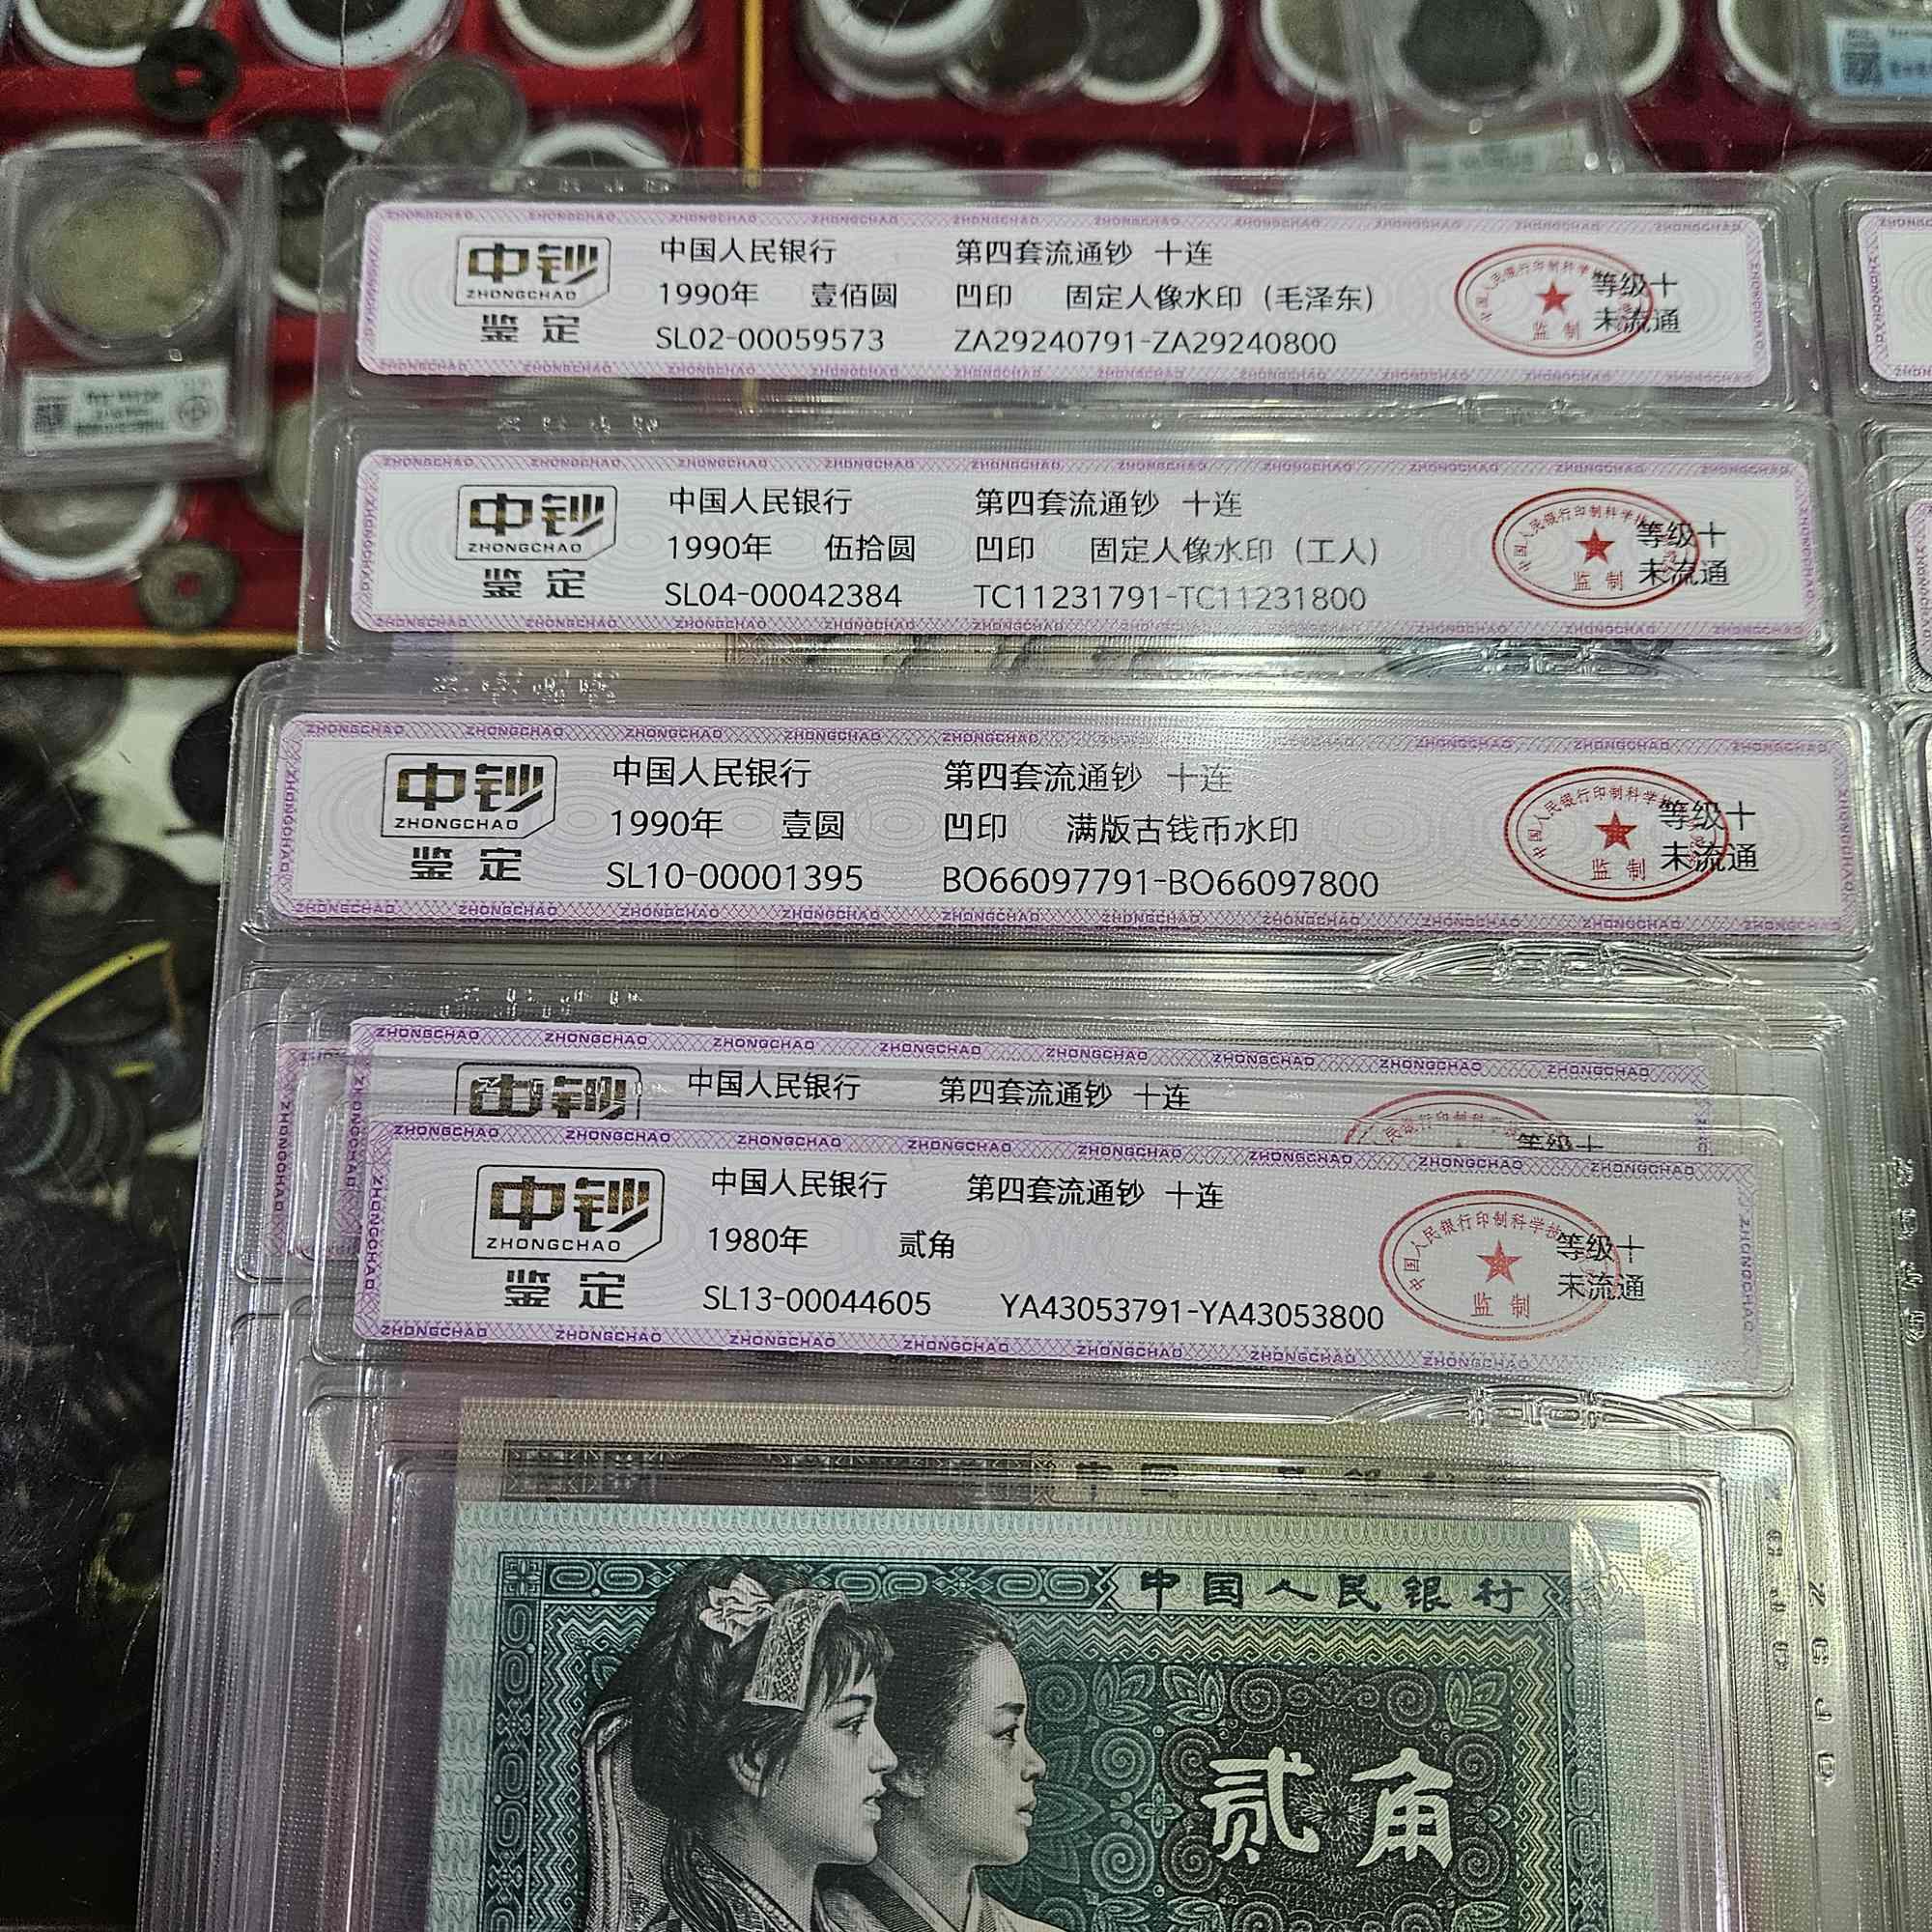 中钞
ZHONGCHAO
鉴定
中国人民银行 第四套流通钞 十连
1990年 壹佰圆 凹印 固定人像水印（毛泽东）
SL02-00059573 ZA29240791-ZA29240800
等级十
未流通
监制
中钞
ZHONGCHAO
鉴定
中国人民银行 第四套流通钞 十连
1990年 伍拾圆 凹印 固定人像水印（工人）
SL04-00042384 TC11231791-TC11231800
等级十
未流通
监制
中钞
ZHONGCHAO
鉴定
中国人民银行 第四套流通钞 十连
1990年 壹圆 凹印 满版古钱币水印
SL10-00001395 BO66097791-BO66097800
等级十
未流通
监制
中钞
中国人民银行 第四套流通钞 十连
等级十
中钞
ZHONGCHAO
鉴定
中国人民银行 第四套流通钞 十连
1980年 贰角
SL13-00044605 YA43053791-YA43053800
等级十
未流通
监制
中国人民银行
贰角